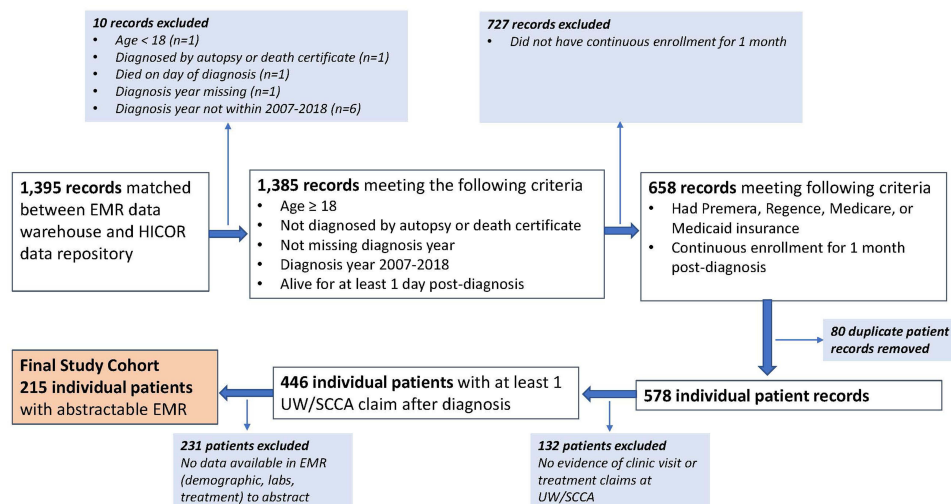 10 records excluded
• Age < 18 (n=1)
• Diagnosed by autopsy or death certificate (n=1)
• Died on day of diagnosis (n=1)
• Diagnosis year missing (n=1)
• Diagnosis year not within 2007-2018 (n=6)
727 records excluded
• Did not have continuous enrollment for 1 month
1,395 records matched
between EMR data
warehouse and HICOR
data repository
1,385 records meeting the following criteria
• Age ≥ 18
• Not diagnosed by autopsy or death certificate
• Not missing diagnosis year
• Diagnosis year 2007-2018
• Alive for at least 1 day post-diagnosis
658 records meeting following criteria
• Had Premera, Regence, Medicare, or
Medicaid insurance
• Continuous enrollment for 1 month
post-diagnosis
80 duplicate patient
records removed
578 individual patient records
446 individual patients with at least 1
UW/SCCA claim after diagnosis
Final Study Cohort
215 individual patients
with abstractable EMR
231 patients excluded
No data available in EMR
(demographic, labs,
treatment) to abstract
132 patients excluded
No evidence of clinic visit or
treatment claims at
UW/SCCA